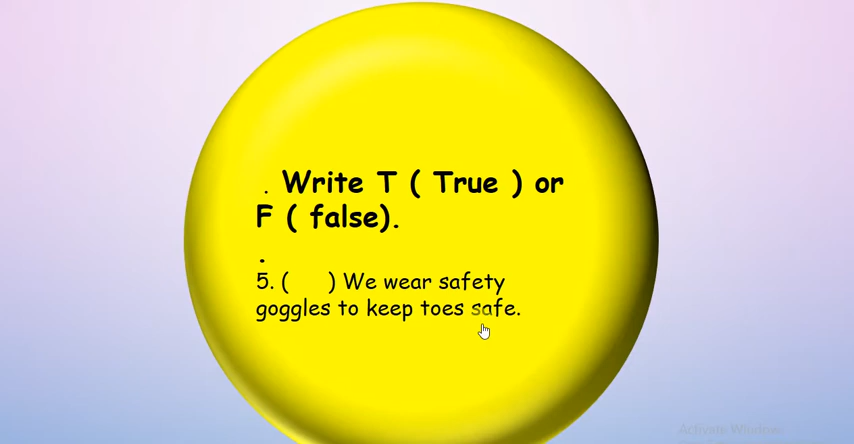 . Write T ( True ) or
F ( false).
.
5. ( ) We wear safety
goggles to keep toes safe.
Activate Windows